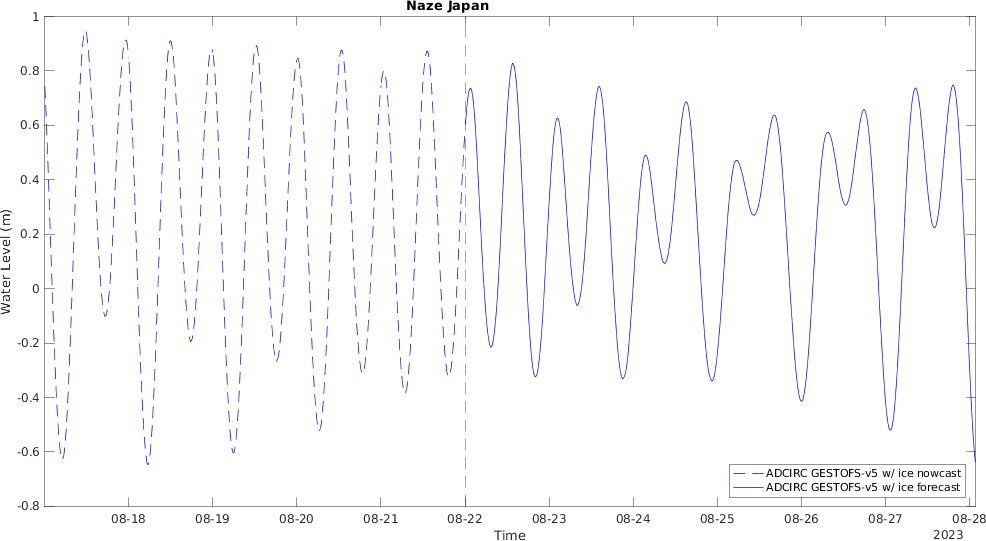 Naze Japan
Water Level (m)
1
0.8
0.6
0.4
0.2
0
-0.2
-0.4
-0.6
-0.8
08-18 08-19 08-20 08-21 08-22 08-23 08-24 08-25 08-26 08-27 08-28
Time
2023
ADCIRC GESTOFS-v5 w/ ice nowcast
ADCIRC GESTOFS-v5 w/ ice forecast